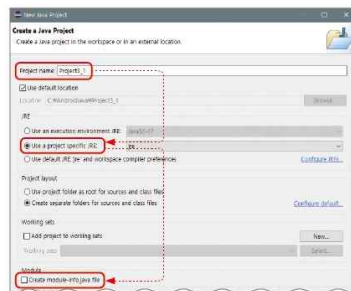 New Java Project
Create a Java Project
Create a Java project in the workspace or in an external location.
Project name: Project3_1
Use default location
Location:
Browse...
JRE
Use an execution environment JRE: JavaSE-17
Use a project specific JRE: jre
Use default JRE 'jre' and workspace compiler preferences
Configure JREs...
Project layout
Use project folder as root for sources and class files
Create separate folders for sources and class files
Configure default...
Working sets
Add project to working sets
New...
Working sets:
Select...
Module
Create module-info.java file